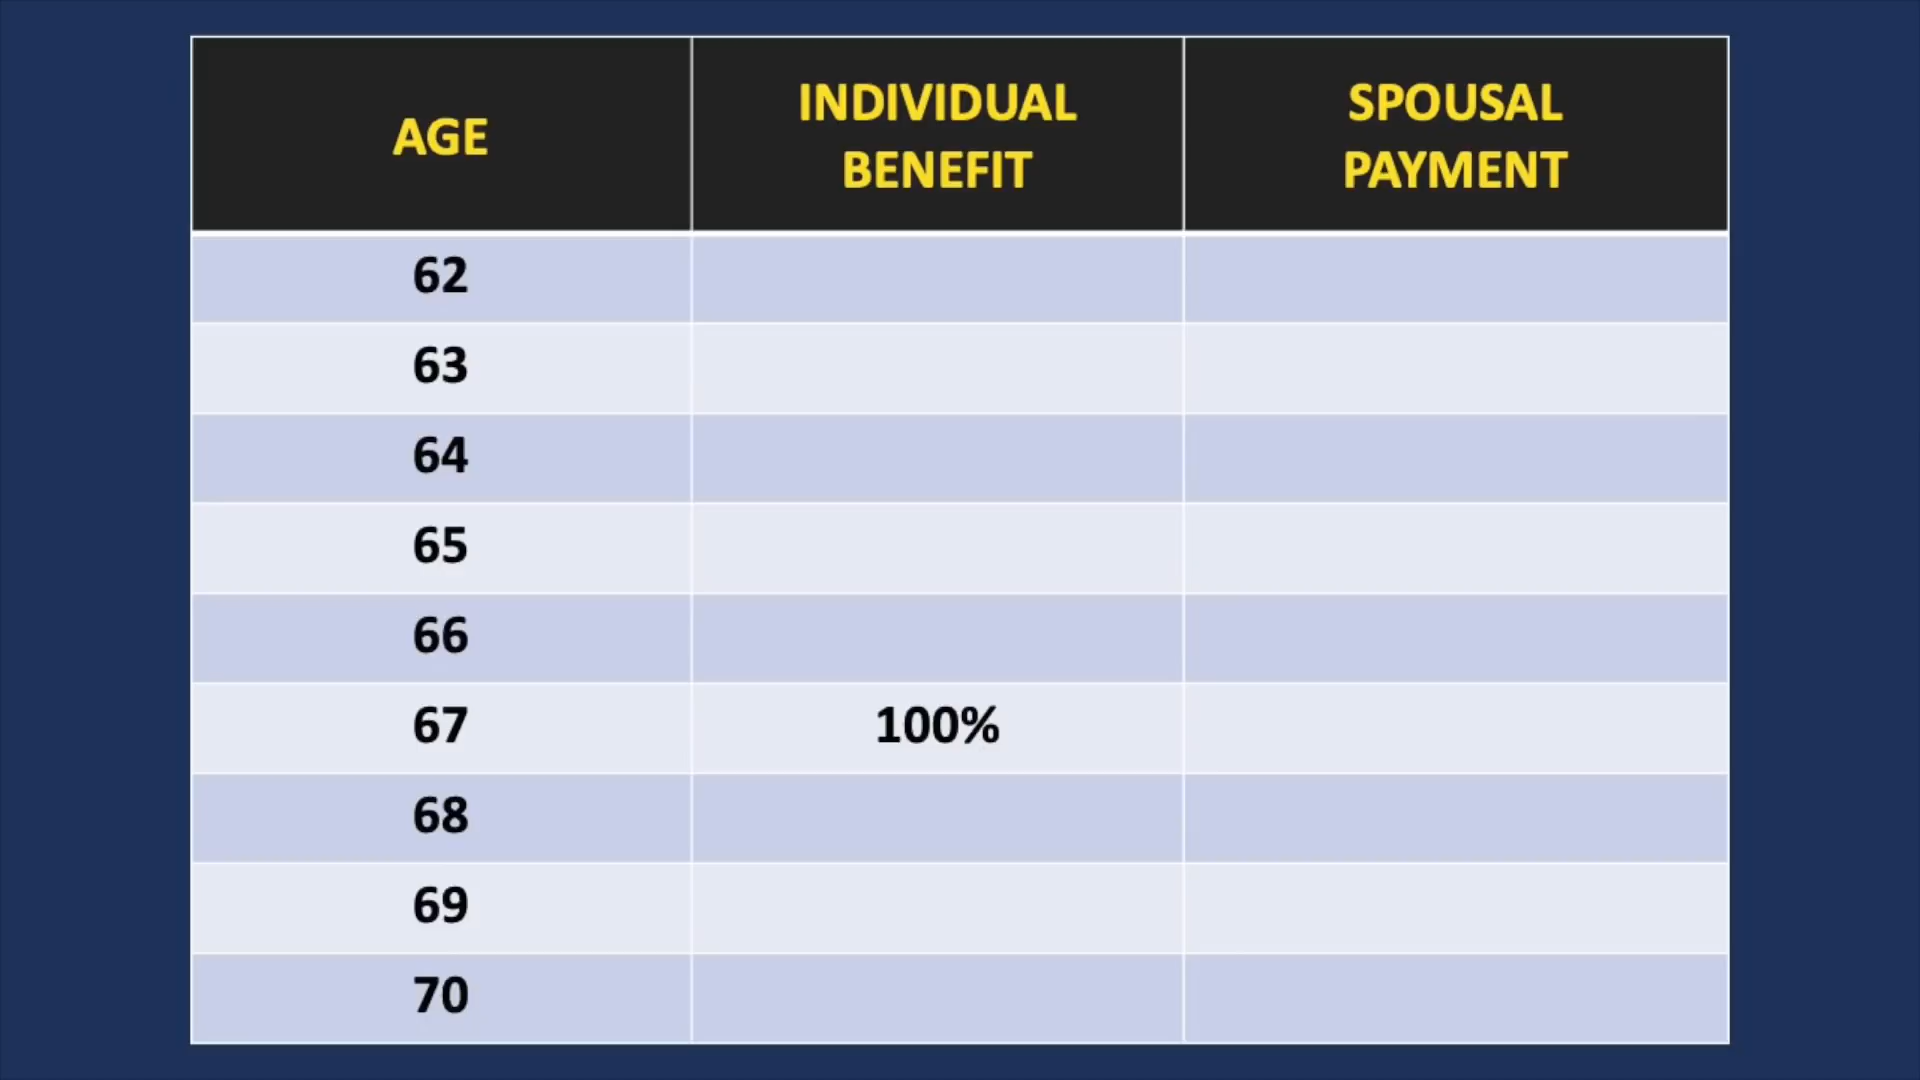 AGE
INDIVIDUAL
BENEFIT
SPOUSAL
PAYMENT
62
63
64
65
66
67 100%
68
69
70